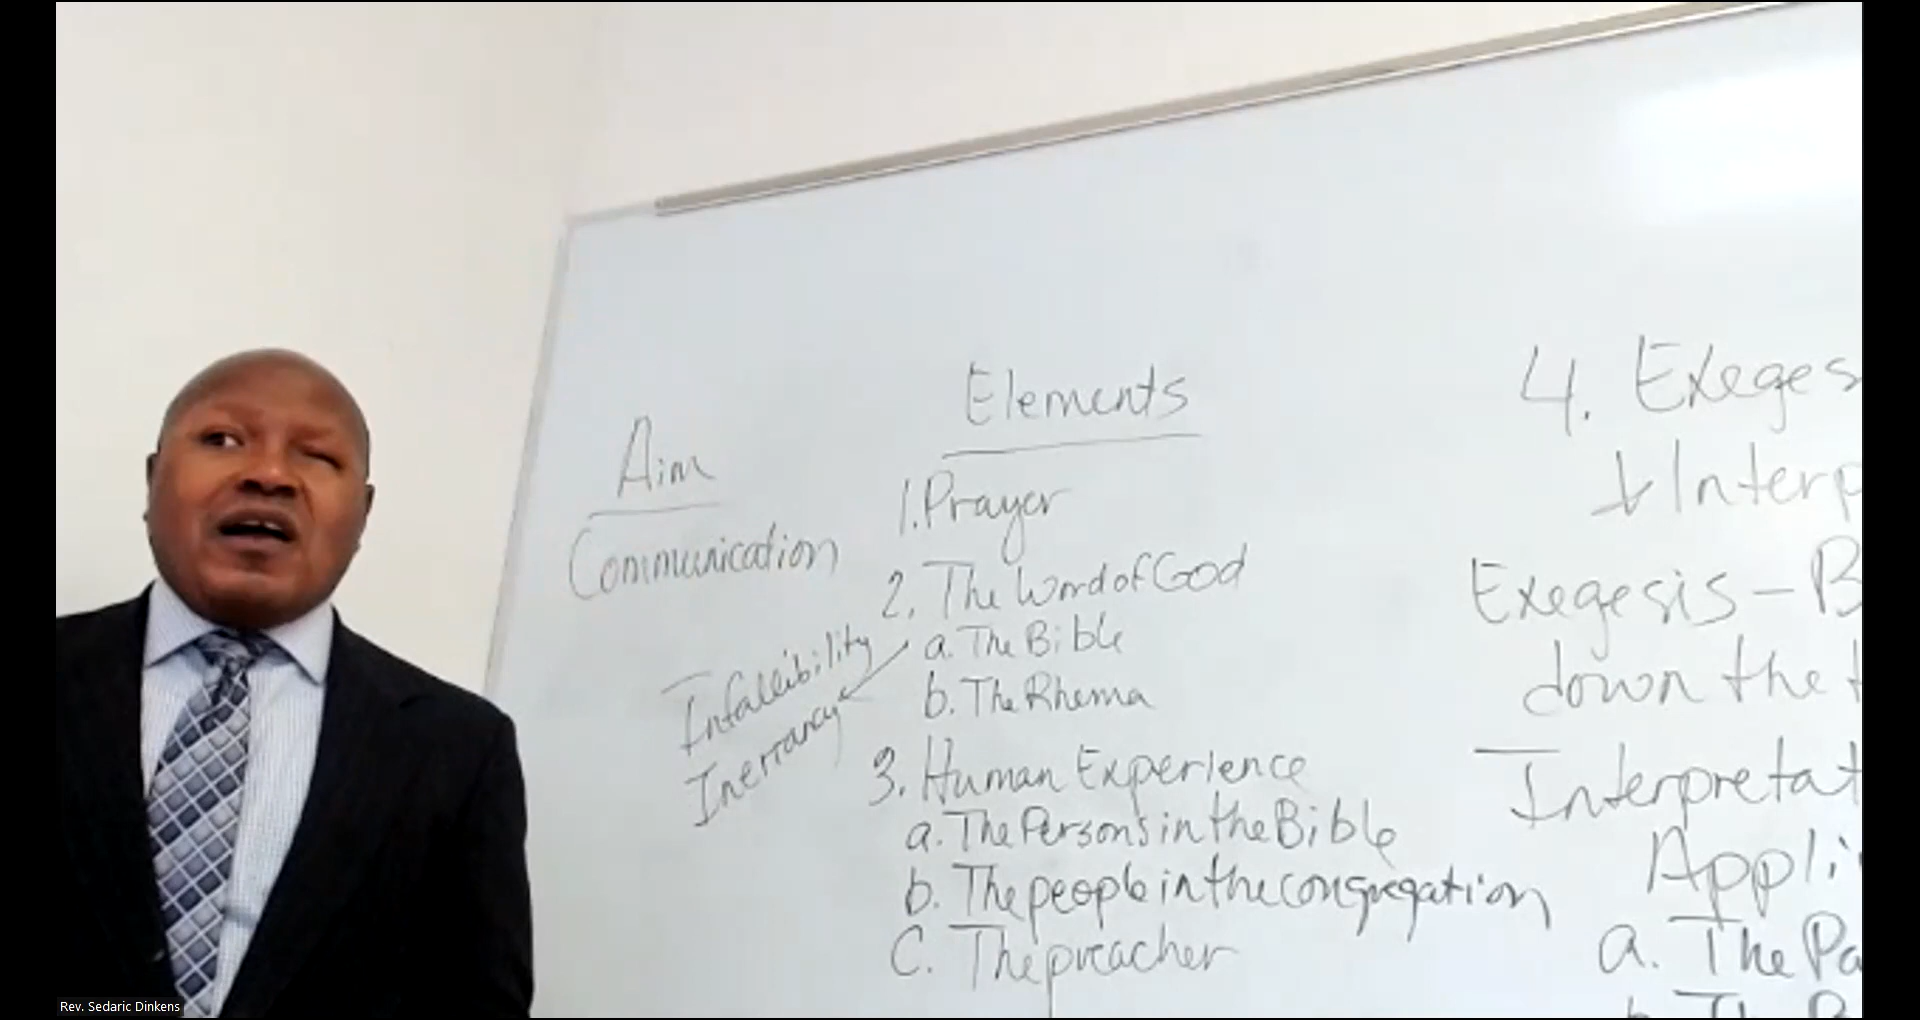 Elements
Aim
Communication
1. Prayer
2. The Word of God
a. The Bible
b. The Rhema
Infallibility
Inerrancy
3. Human Experience
a. The Persons in the Bible
b. The people in the congregation
C. The preacher
4. Exeges
Interp
Exegesis - B
down the t
Interpretat
Appli
a. The Pa
b. The
Rev. Sedaric Dinkens